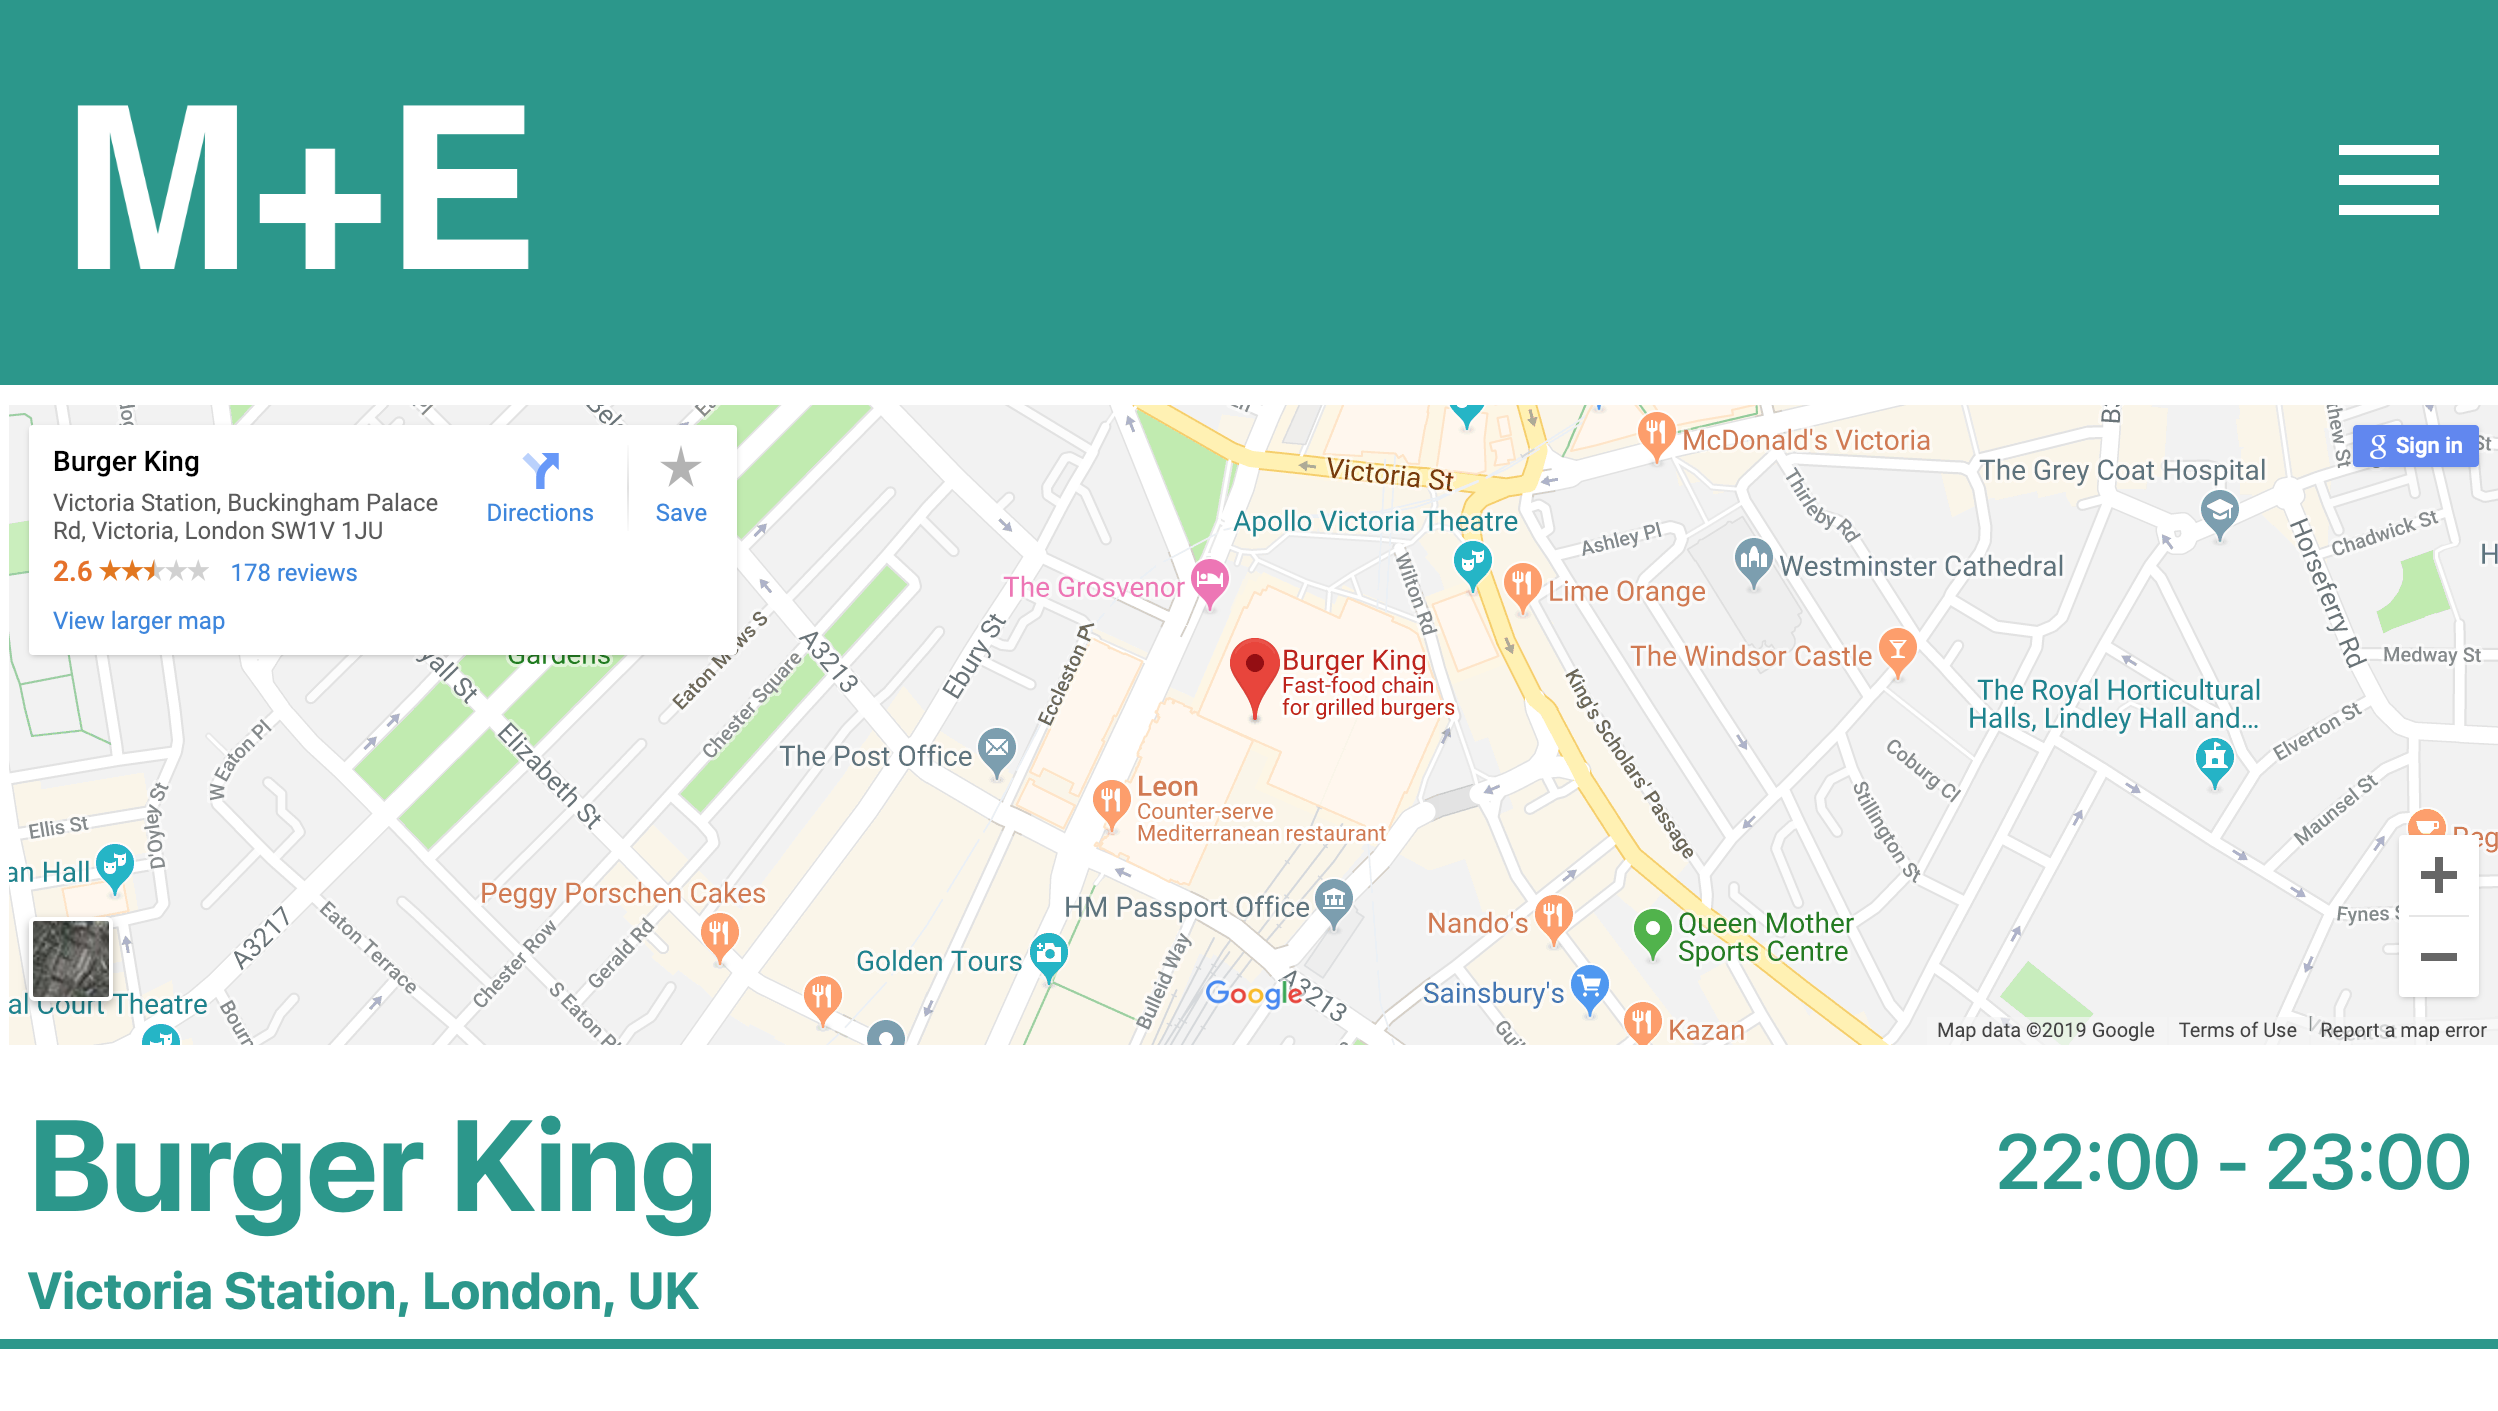 M+E
Burger King
Victoria Station, Buckingham Palace
Rd, Victoria, London SW1V 1JU
2.6
178 reviews
View larger map
Directions
Save
Sign in
McDonald's Victoria
The Grey Coat Hospital
Victoria St
Apollo Victoria Theatre
Thirleby Rd
Chadwick St
Ashley Pl
Westminster Cathedral
Horseferry Rd
The Grosvenor
Wilton Rd
Lime Orange
Gardens
Eaton Mews S
A3213
Ebury St
Eccleston Pl
Burger King
Fast-food chain
for grilled burgers
The Windsor Castle
Medway St
The Royal Horticultural
Halls, Lindley Hall and...
Chester Square
King's Scholars' Passage
Elverton St
W Eaton Pl
Elizabeth St
The Post Office
Coburg Cl
Leon
Counter-serve
Mediterranean restaurant
Stillington St
Maunsel St
Ellis St
D'Oyley St
an Hall
Peggy Porschen Cakes
HM Passport Office
Nando's
Queen Mother
Sports Centre
Fynes S
A3217
Eaton Terrace
Chester Row
Gerald Rd
Golden Tours
Bulleid Way
A3213
Sainsbury's
al Court Theatre
S Eaton Pl
Google
Kazan
Map data ©2019 Google
Terms of Use
Report a map error
Burger King
22:00 - 23:00
Victoria Station, London, UK